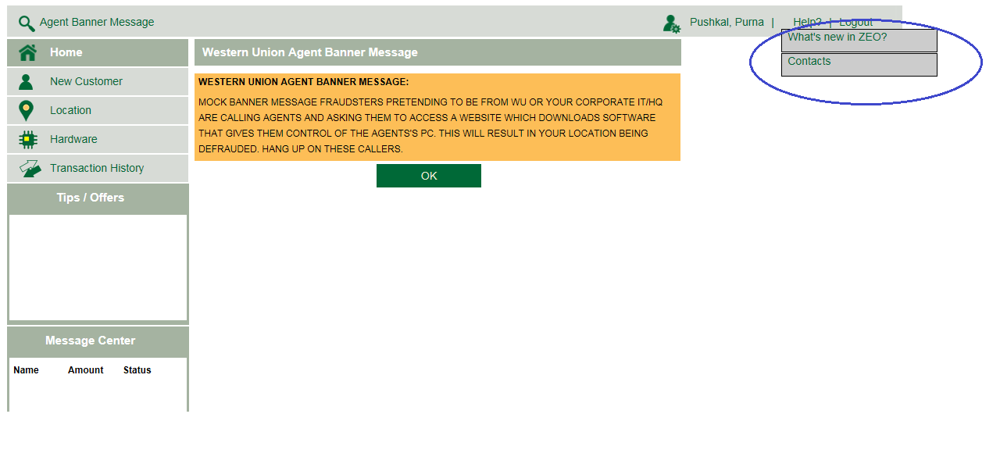 Agent Banner Message
Pushkal, Purna | Help? | Logout
What's new in ZEO?
Contacts
Home
New Customer
Location
Hardware
Transaction History
Tips / Offers
Message Center
Name Amount Status
Western Union Agent Banner Message
WESTERN UNION AGENT BANNER MESSAGE:
MOCK BANNER MESSAGE FRAUDSTERS PRETENDING TO BE FROM WU OR YOUR CORPORATE IT/HQ
ARE CALLING AGENTS AND ASKING THEM TO ACCESS A WEBSITE WHICH DOWNLOADS SOFTWARE
THAT GIVES THEM CONTROL OF THE AGENTS'S PC. THIS WILL RESULT IN YOUR LOCATION BEING
DEFRAUDED. HANG UP ON THESE CALLERS.
OK